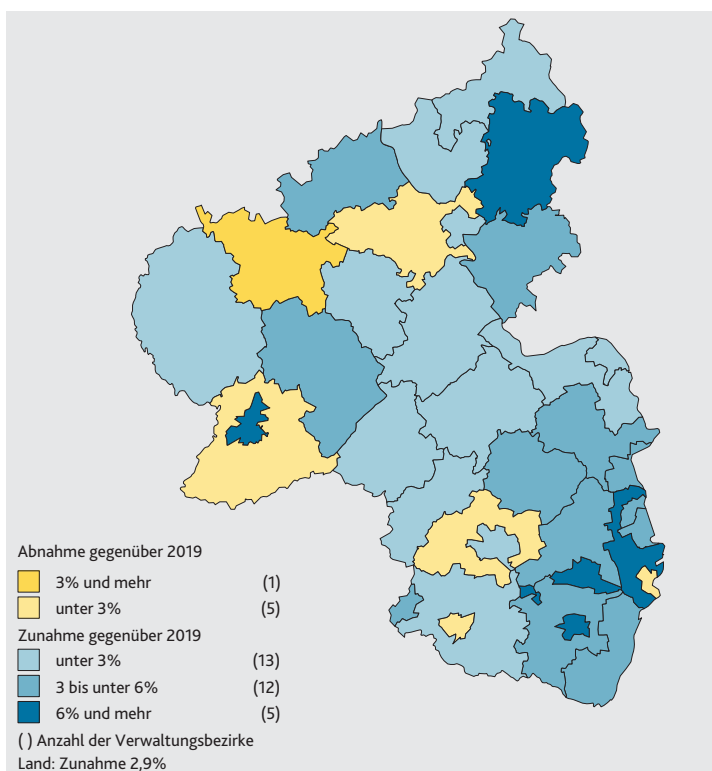 Abnahme gegenüber 2019
3% und mehr (1)
unter 3% (5)
Zunahme gegenüber 2019
unter 3% (13)
3 bis unter 6% (12)
6% und mehr (5)
( ) Anzahl der Verwaltungsbezirke
Land: Zunahme 2,9%